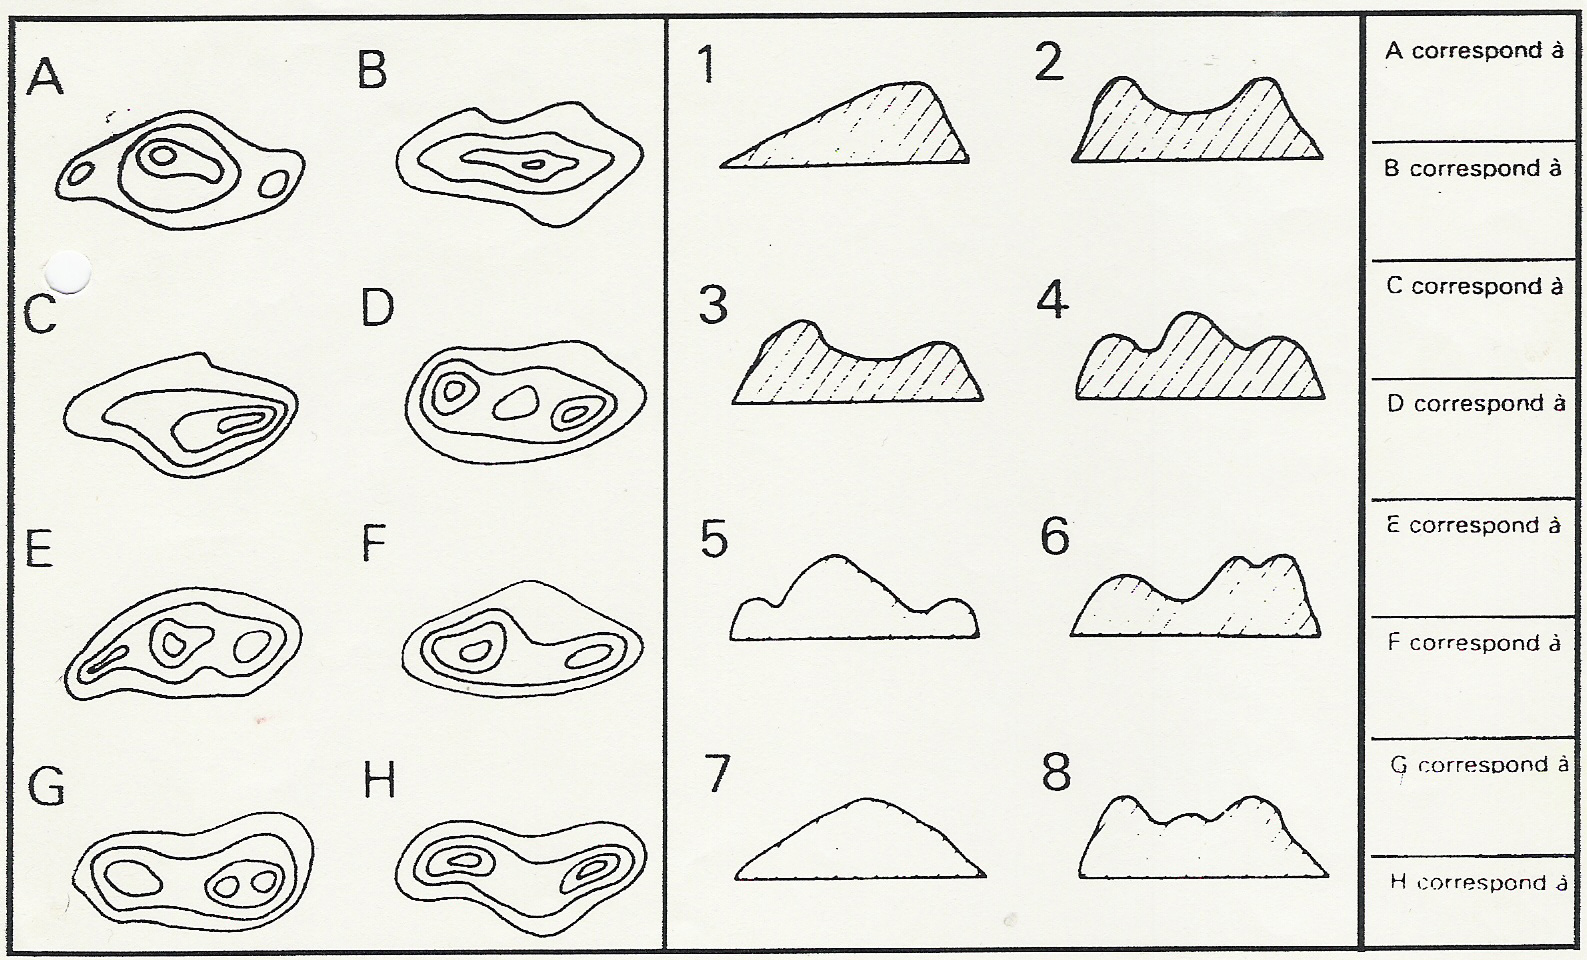 A
B
C
D
E
F
G
H
1
2
3
4
5
6
7
8
A correspond à
B correspond à
C correspond à
D correspond à
E correspond à
F correspond à
G correspond à
H correspond à